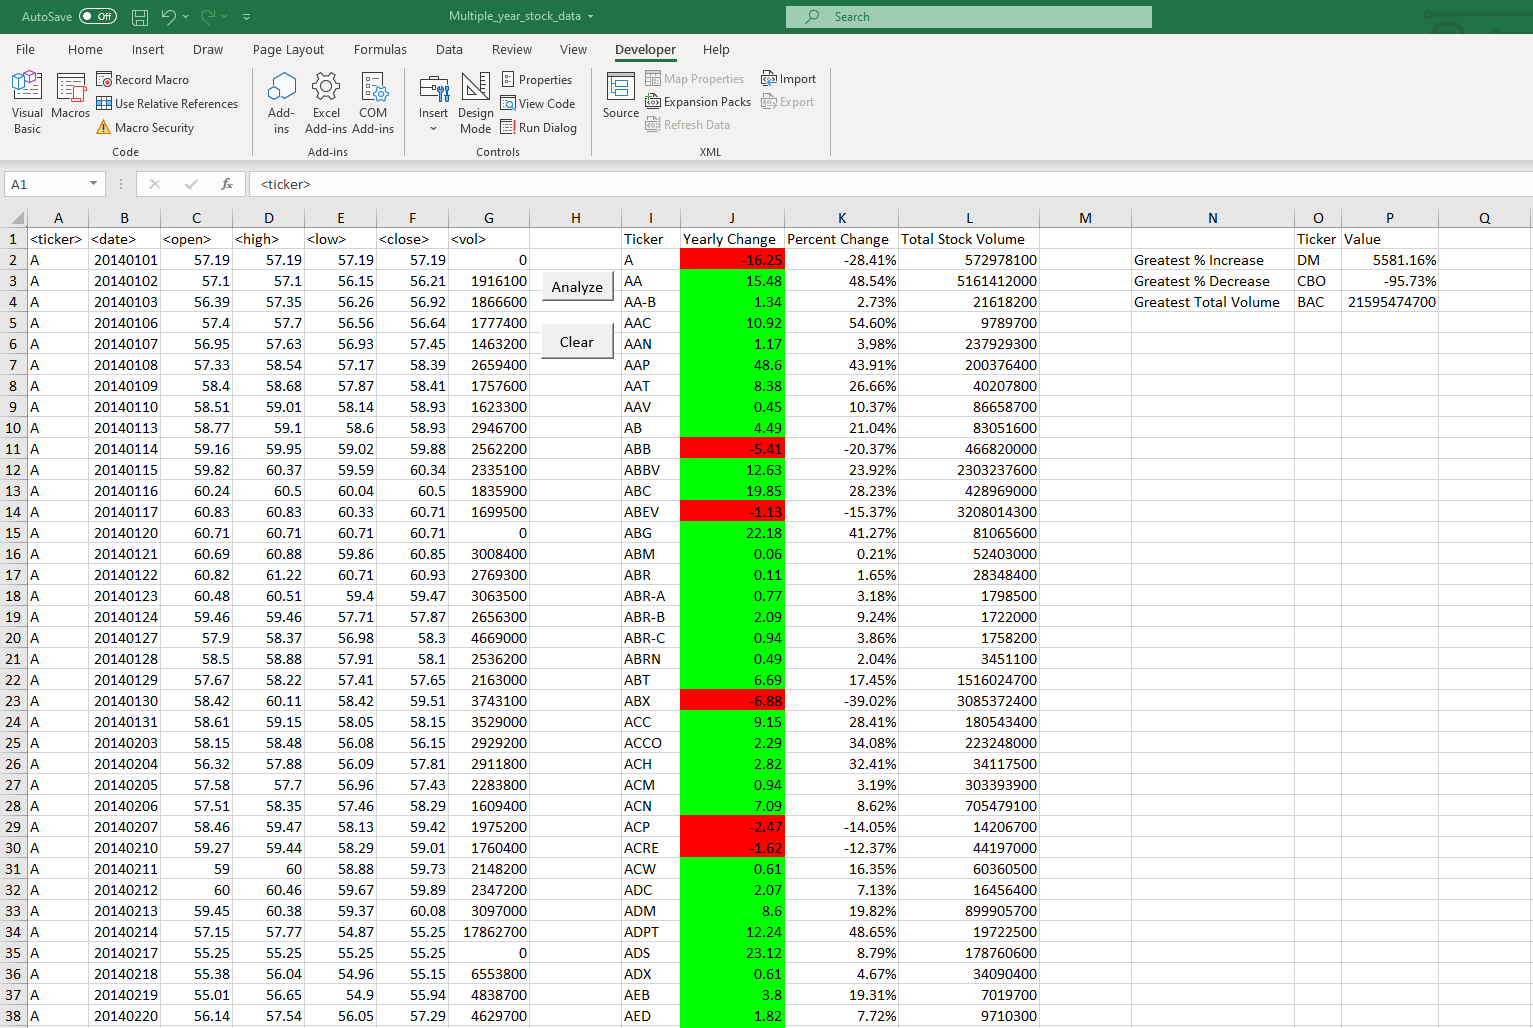 AutoSave Off Multiple_year_stock_data Search
File Home Insert Draw Page Layout Formulas Data Review View Developer Help
Visual Basic Macros Record Macro Use Relative References Macro Security
Code
Add-ins Excel Add-ins COM Add-ins
Add-ins
Insert Design Mode Properties View Code Run Dialog
Controls
Source Map Properties Expansion Packs Refresh Data Import Export
XML
A1 fx <ticker>
A B C D E F G H I J K L M N O P Q
1 <ticker> <date> <open> <high> <low> <close> <vol> Ticker Yearly Change Percent Change Total Stock Volume Ticker Value
2 A 20140101 57.19 57.19 57.19 57.19 0 A -16.25 -28.41% 572978100 Greatest % Increase DM 5581.16%
3 A 20140102 57.1 57.1 56.15 56.21 1916100 Analyze AA 15.48 48.54% 5161412000 Greatest % Decrease CBO -95.73%
4 A 20140103 56.39 57.35 56.26 56.92 1866600 AA-B 1.34 2.73% 21618200 Greatest Total Volume BAC 21595474700
5 A 20140106 57.4 57.7 56.56 56.64 1777400 AAC 10.92 54.60% 9789700
6 A 20140107 56.95 57.63 56.93 57.45 1463200 Clear AAN 1.17 3.98% 237929300
7 A 20140108 57.33 58.54 57.17 58.39 2659400 AAP 48.6 43.91% 200376400
8 A 20140109 58.4 58.68 57.87 58.41 1757600 AAT 8.38 26.66% 40207800
9 A 20140110 58.51 59.01 58.14 58.93 1623300 AAV 0.45 10.37% 86658700
10 A 20140113 58.77 59.1 58.6 58.93 2946700 AB 4.49 21.04% 83051600
11 A 20140114 59.16 59.95 59.02 59.88 2562200 ABB -5.41 -20.37% 466820000
12 A 20140115 59.82 60.37 59.59 60.34 2335100 ABBV 12.63 23.92% 2303237600
13 A 20140116 60.24 60.5 60.04 60.5 1835900 ABC 19.85 28.23% 428969000
14 A 20140117 60.83 60.83 60.33 60.71 1699500 ABEV -1.13 -15.37% 3208014300
15 A 20140120 60.71 60.71 60.71 60.71 0 ABG 22.18 41.27% 81065600
16 A 20140121 60.69 60.88 59.86 60.85 3008400 ABM 0.06 0.21% 52403000
17 A 20140122 60.82 61.22 60.71 60.93 2769300 ABR 0.11 1.65% 28348400
18 A 20140123 60.48 60.51 59.4 59.47 3063500 ABR-A 0.77 3.18% 1798500
19 A 20140124 59.46 59.46 57.71 57.87 2656300 ABR-B 2.09 9.24% 1722000
20 A 20140127 57.9 58.37 56.98 58.3 4669000 ABR-C 0.94 3.86% 1758200
21 A 20140128 58.5 58.88 57.91 58.1 2536200 ABRN 0.49 2.04% 3451100
22 A 20140129 57.67 58.22 57.41 57.65 2163000 ABT 6.69 17.45% 1516024700
23 A 20140130 58.42 60.11 58.42 59.51 3743100 ABX -6.88 -39.02% 3085372400
24 A 20140131 58.61 59.15 58.05 58.15 3529000 ACC 9.15 28.41% 180543400
25 A 20140203 58.15 58.48 56.08 56.15 2929200 ACCO 2.29 34.08% 223248000
26 A 20140204 56.32 57.88 56.09 57.81 2911800 ACH 2.82 32.41% 34117500
27 A 20140205 57.58 57.7 56.96 57.43 2283800 ACM 0.94 3.19% 303393900
28 A 20140206 57.51 58.35 57.46 58.29 1609400 ACN 7.09 8.62% 705479100
29 A 20140207 58.46 59.47 58.13 59.42 1975200 ACP -2.47 -14.05% 14206700
30 A 20140210 59.27 59.44 58.29 59.01 1760400 ACRE -1.62 -12.37% 44197000
31 A 20140211 59 60 58.88 59.73 2148200 ACW 0.61 16.35% 60360500
32 A 20140212 60 60.46 59.67 59.89 2347200 ADC 2.07 7.13% 16456400
33 A 20140213 59.45 60.38 59.37 60.08 3097000 ADM 8.6 19.82% 899905700
34 A 20140214 57.15 57.77 54.87 55.25 17862700 ADPT 12.24 48.65% 19722500
35 A 20140217 55.25 55.25 55.25 55.25 0 ADS 23.12 8.79% 178760600
36 A 20140218 55.38 56.04 54.96 55.15 6553800 ADX 0.61 4.67% 34090400
37 A 20140219 55.01 56.65 54.9 55.94 4838700 AEB 3.8 19.31% 7019700
38 A 20140220 56.14 57.54 56.05 57.29 4629700 AED 1.82 7.72% 9710300